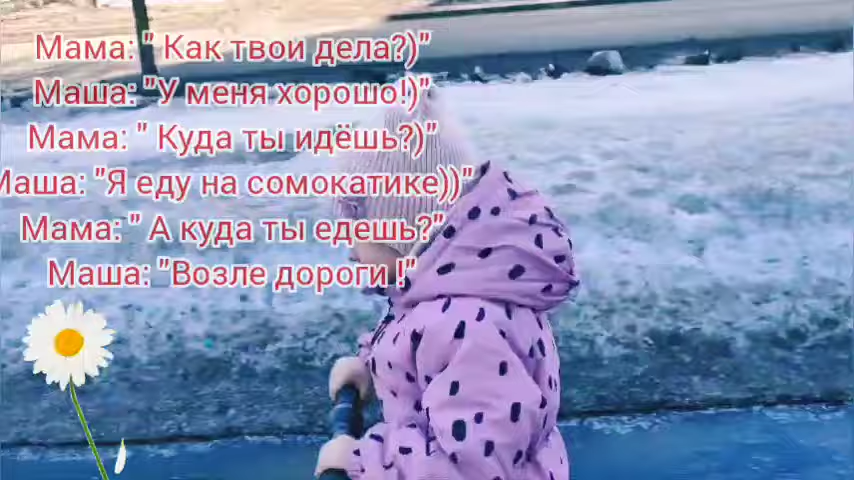 Мама: " Как твои дела?)"
Маша: "У меня хорошо!)"
Мама: " Куда ты идёшь?)"
Маша: "Я еду на сомокатике))"
Мама: " А куда ты едешь?"
Маша: "Возле дороги !"